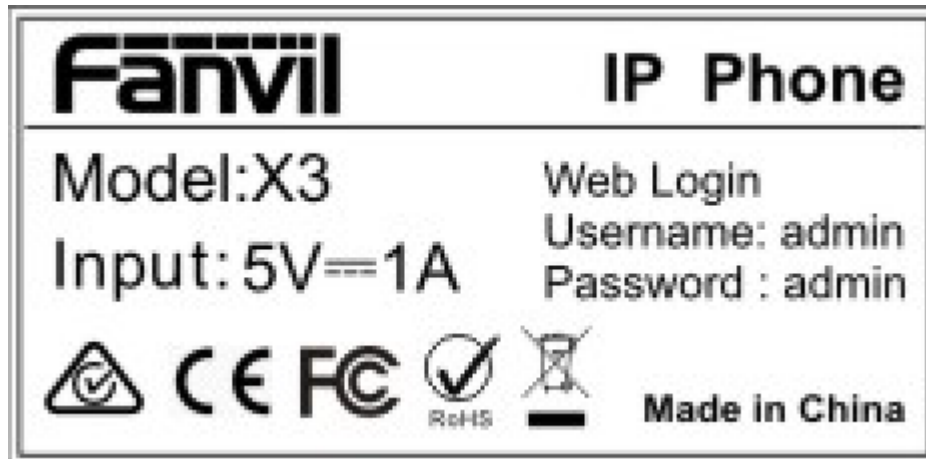 Fanvil
IP Phone
Model:X3
Input: 5V⎓1A
Web Login
Username: admin
Password : admin
CE FC
RoHS
Made in China